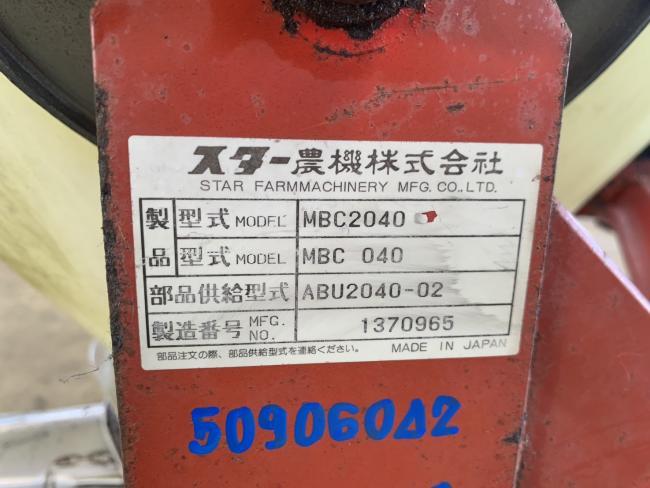 スター農機株式会社
STAR FARMMACHINERY MFG. CO., LTD.
製 型式 MODEL MBC2040
品 型式 MODEL MBC 040
部品供給型式 ABU2040-02
製造番号 MFG. NO. 1370965
部品注文の際、部品供給型式を連絡ください。 MADE IN JAPAN
50906042